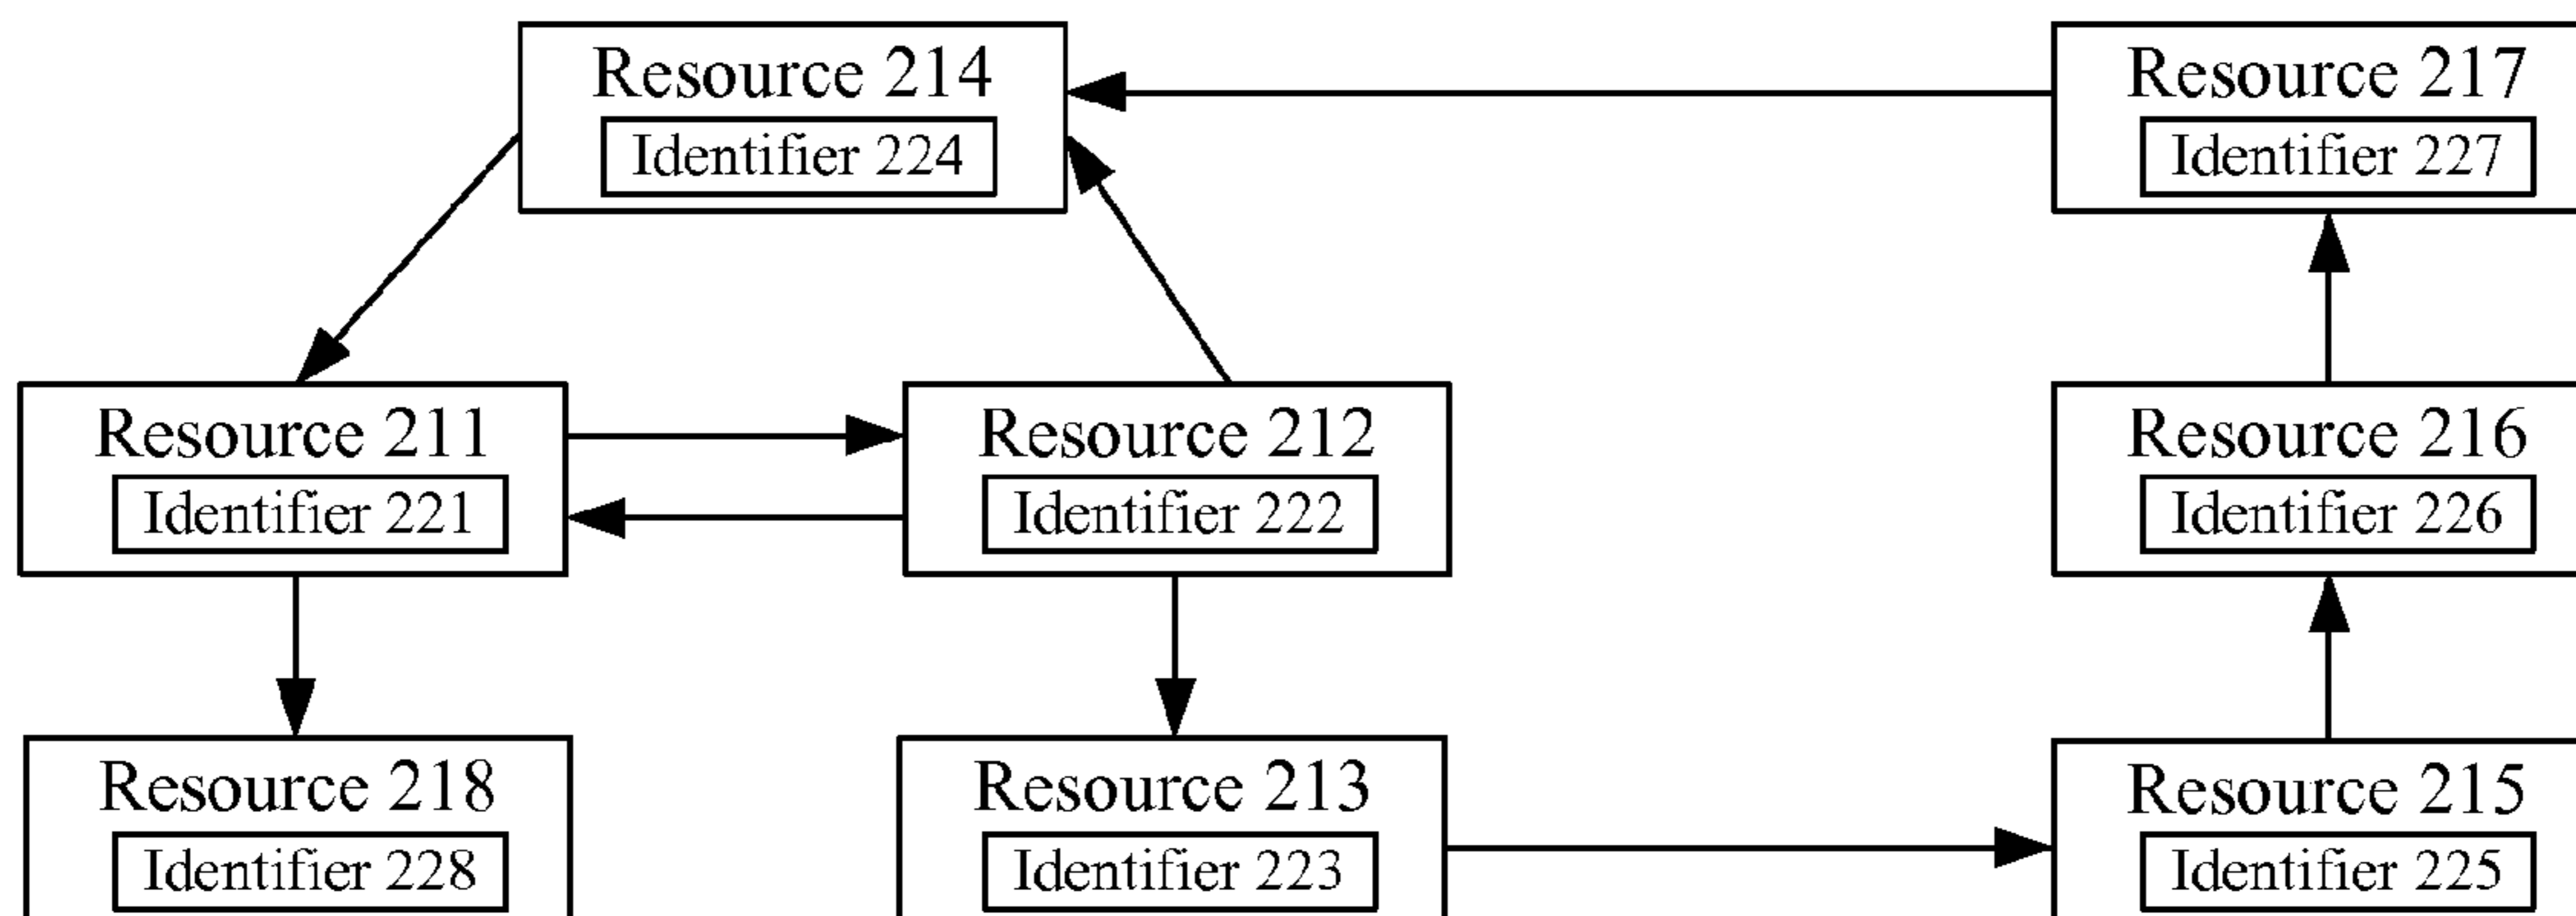 Resource 214
Identifier 224
Resource 217
Identifier 227
Resource 211
Identifier 221
Resource 212
Identifier 222
Resource 216
Identifier 226
Resource 218
Identifier 228
Resource 213
Identifier 223
Resource 215
Identifier 225